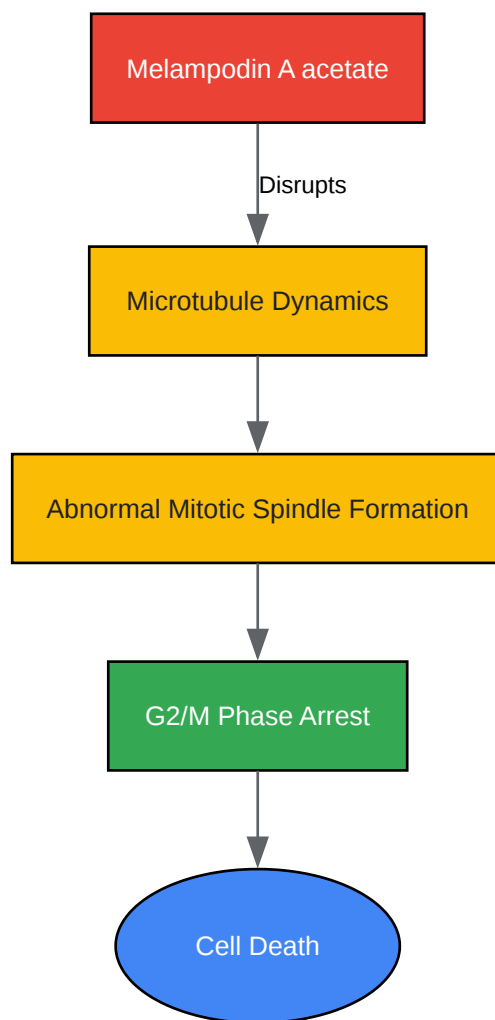 Melampodin A acetate
Disrupts
Microtubule Dynamics
Abnormal Mitotic Spindle Formation
G2/M Phase Arrest
Cell Death